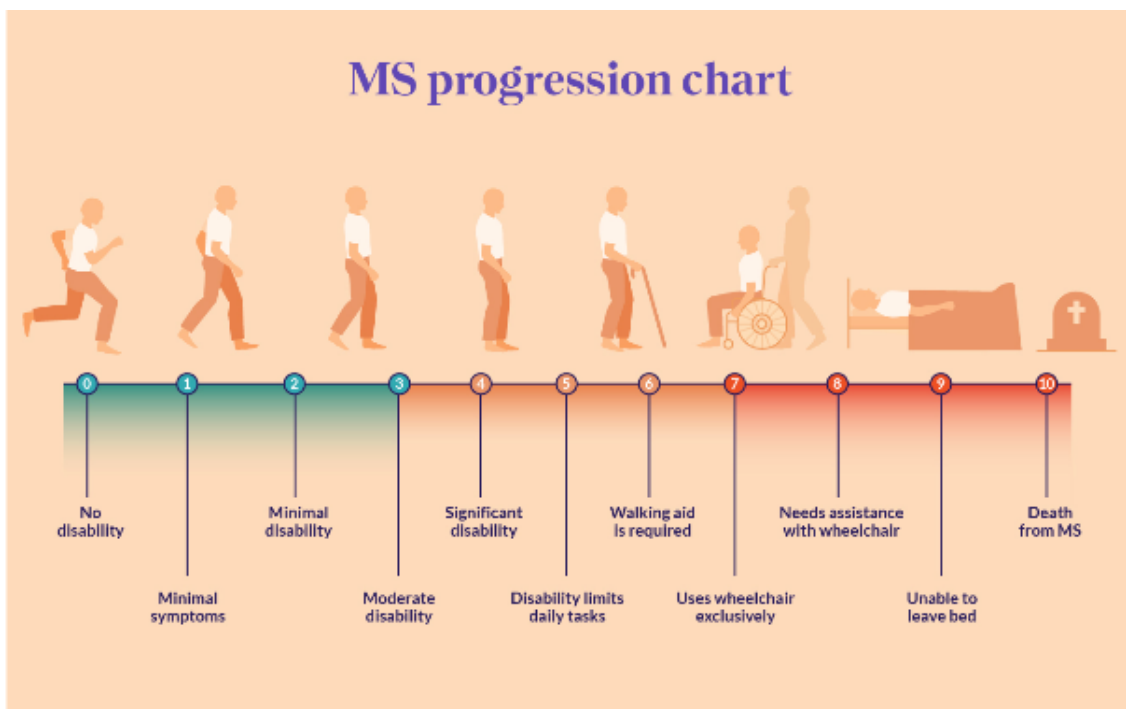 MS progression chart
0 1 2 3 4 5 6 7 8 9 10
No
disability
Minimal
symptoms
Minimal
disability
Moderate
disability
Significant
disability
Disability limits
daily tasks
Walking aid
is required
Uses wheelchair
exclusively
Needs assistance
with wheelchair
Unable to
leave bed
Death
from MS